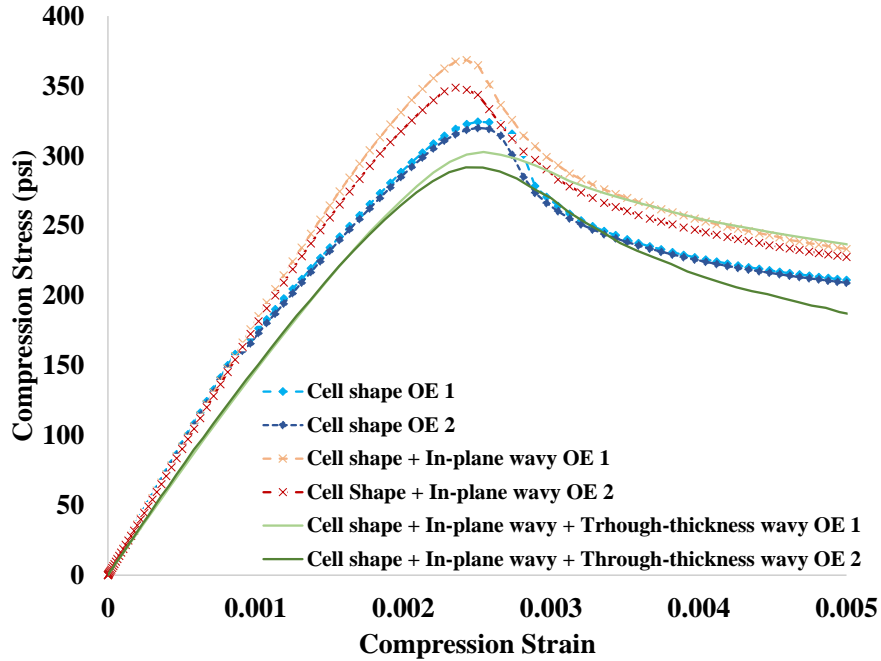 400
350
300
250
200
150
100
50
0
Compression Stress (psi)
Cell shape OE 1
Cell shape OE 2
Cell shape + In-plane wavy OE 1
Cell Shape + In-plane wavy OE 2
Cell shape + In-plane wavy + Trhough-thickness wavy OE 1
Cell shape + In-plane wavy + Through-thickness wavy OE 2
0 0.001 0.002 0.003 0.004 0.005
Compression Strain